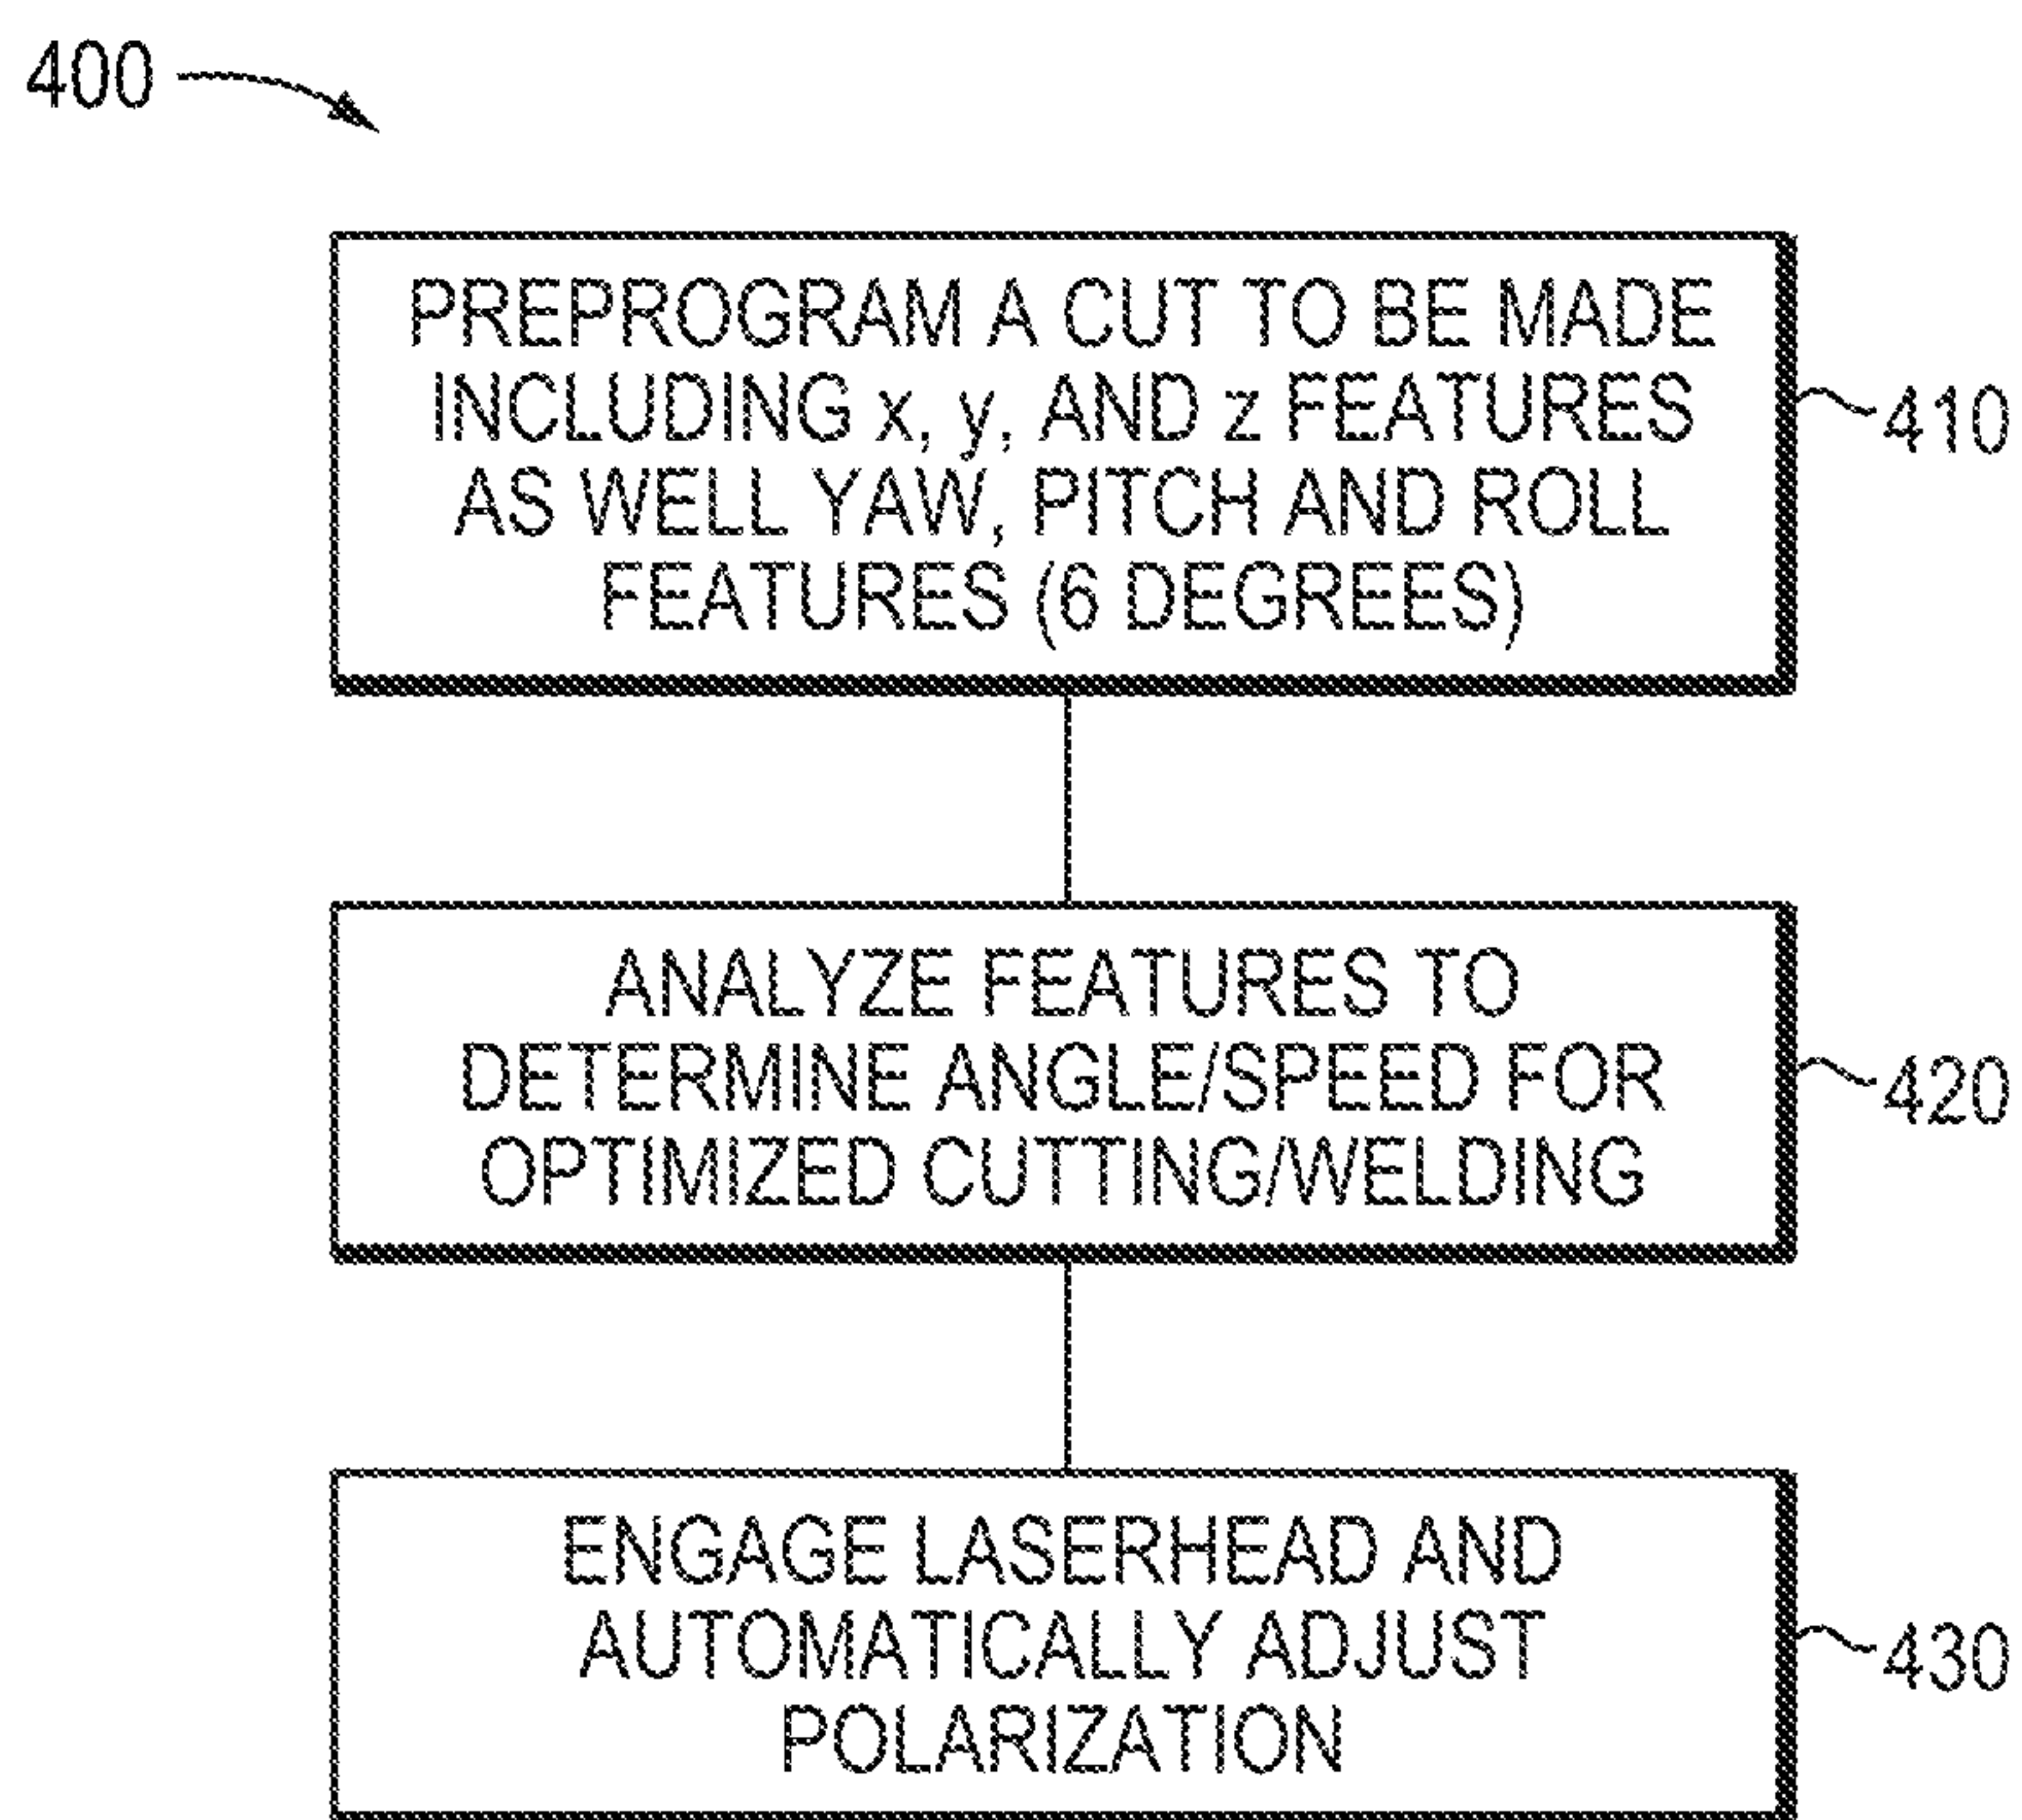 400
PREPROGRAM A CUT TO BE MADE
INCLUDING x, y, AND z FEATURES
AS WELL YAW, PITCH AND ROLL
FEATURES (6 DEGREES)
410
ANALYZE FEATURES TO
DETERMINE ANGLE/SPEED FOR
OPTIMIZED CUTTING/WELDING
420
ENGAGE LASERHEAD AND
AUTOMATICALLY ADJUST
POLARIZATION
430